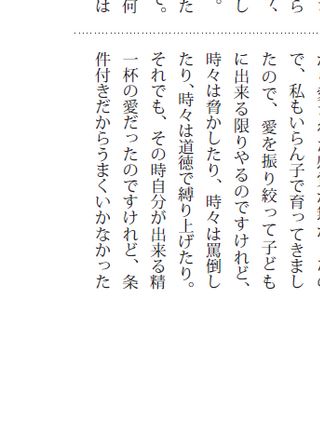 ら
し
。
た
。
何
は
で、私もいらん子で育ってきまし
たので、愛を振り絞って子ども
に出来る限りやるのですけれど、
時々は脅かしたり、時々は罵倒し
たり、時々は道徳で縛り上げたり。
それでも、その時自分が出来る精
一杯の愛だったのですけれど、条
件付きだからうまくいかなかった